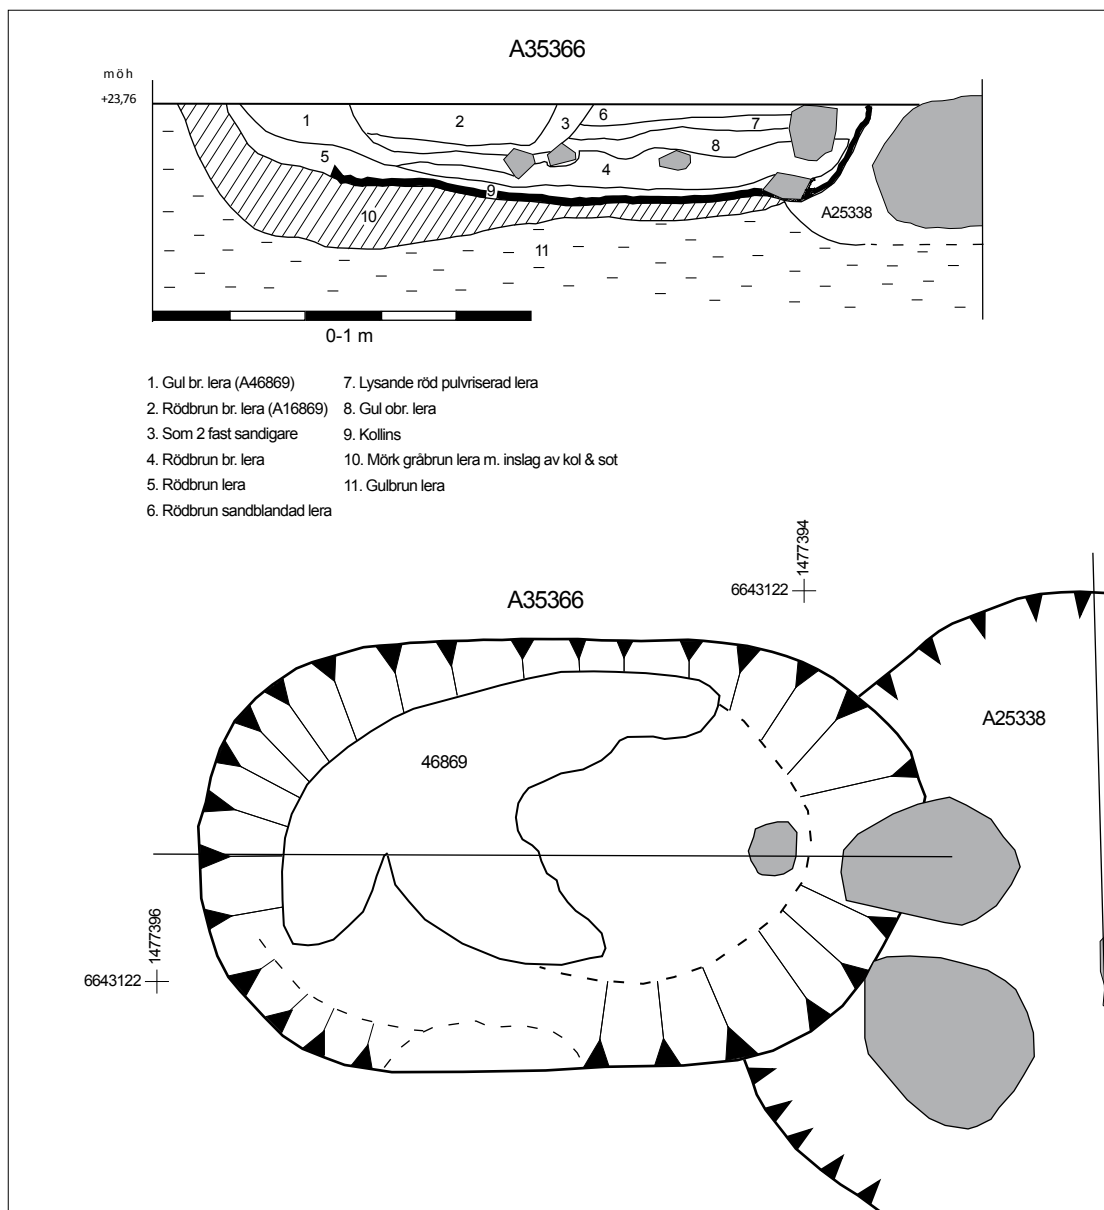 A35366
möh
+23,76
1
2
3
6
7
8
5
4
9
10
A25338
11
0-1 m
1. Gul br. lera (A46869)
2. Rödbrun br. lera (A16869)
3. Som 2 fast sandigare
4. Rödbrun br. lera
5. Rödbrun lera
6. Rödbrun sandblandad lera
7. Lysande röd pulvriserad lera
8. Gul obr. lera
9. Kollins
10. Mörk gråbrun lera m. inslag av kol & sot
11. Gulbrun lera
1477394
6643122
A35366
A25338
46869
1477396
6643122